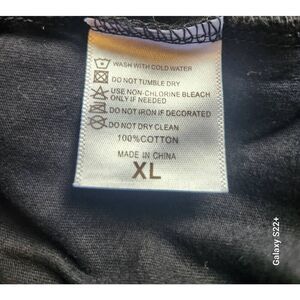 WASH WITH COLD WATER
DO NOT TUMBLE DRY
USE NON-CHLORINE BLEACH
ONLY IF NEEDED
DO NOT IRON IF DECORATED
DO NOT DRY CLEAN
100%COTTON
MADE IN CHINA
XL
Galaxy S22+